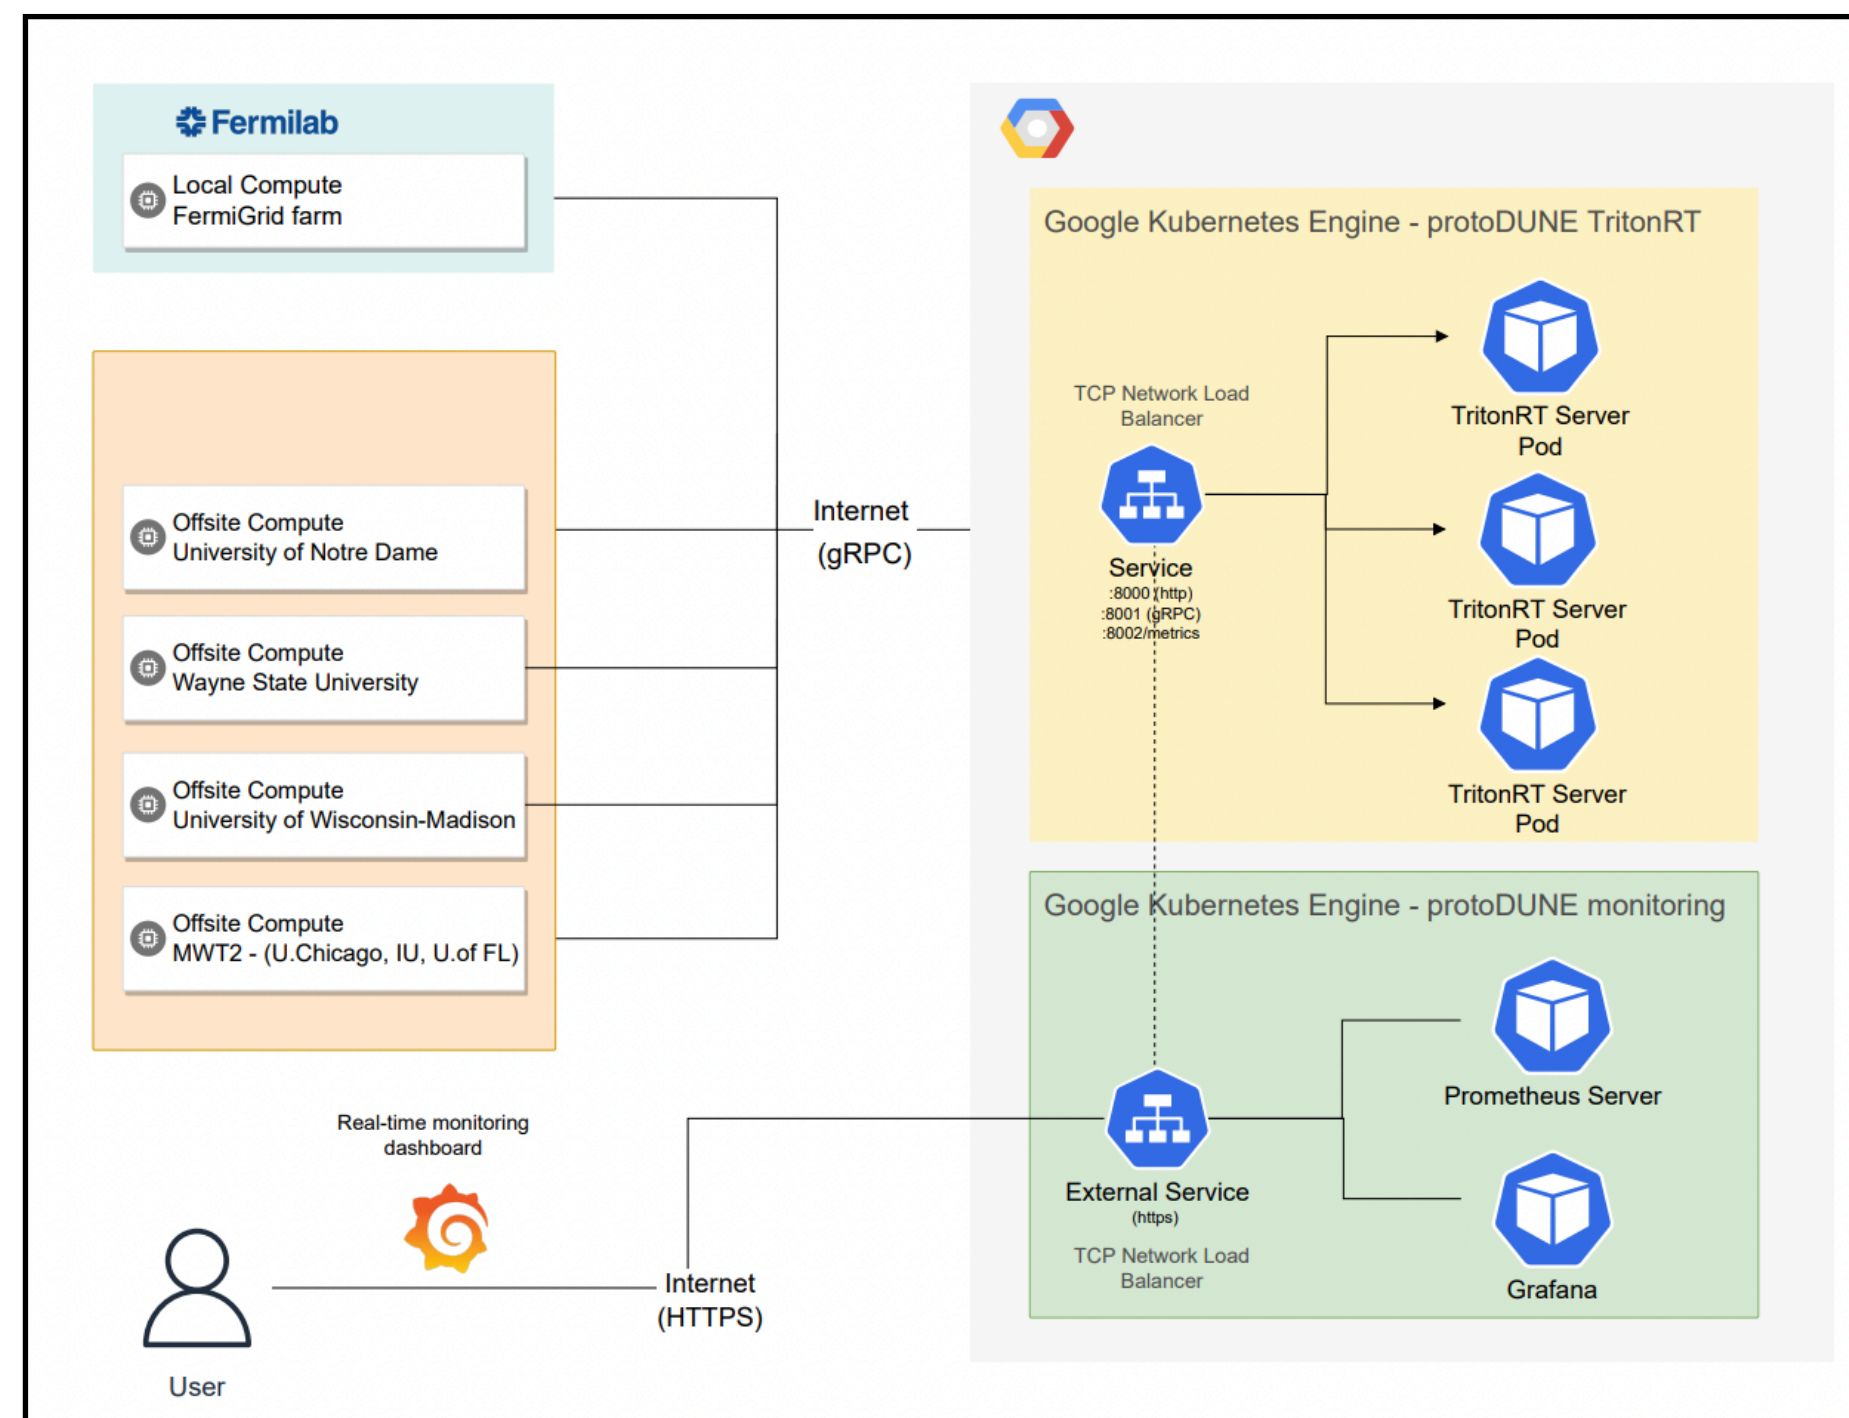 Fermilab
Local Compute
FermiGrid farm
Offsite Compute
University of Notre Dame
Offsite Compute
Wayne State University
Offsite Compute
University of Wisconsin-Madison
Offsite Compute
MWT2 - (U.Chicago, IU, U.of FL)
Internet
(gRPC)
Google Kubernetes Engine - protoDUNE TritonRT
TCP Network Load
Balancer
Service
:8000 (http)
:8001 (gRPC)
:8002/metrics
TritonRT Server
Pod
TritonRT Server
Pod
TritonRT Server
Pod
Google Kubernetes Engine - protoDUNE monitoring
Prometheus Server
External Service
(https)
TCP Network Load
Balancer
Grafana
Real-time monitoring
dashboard
Internet
(HTTPS)
User